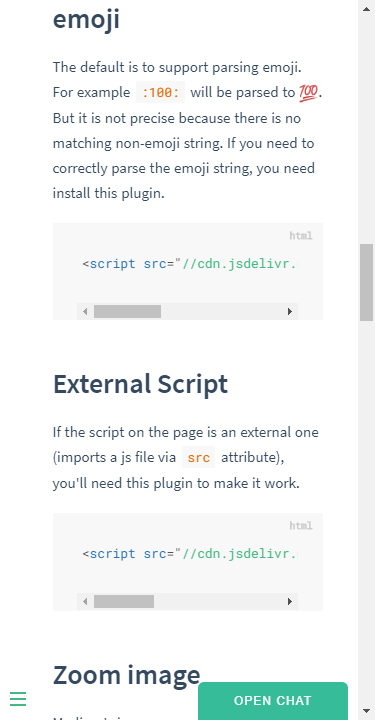 emoji
The default is to support parsing emoji.
For example :100: will be parsed to 💯.
But it is not precise because there is no
matching non-emoji string. If you need to
correctly parse the emoji string, you need
install this plugin.
html
<script src="//cdn.jsdelivr.
External Script
If the script on the page is an external one
(imports a js file via src attribute),
you'll need this plugin to make it work.
html
<script src="//cdn.jsdelivr.
Zoom image
OPEN CHAT